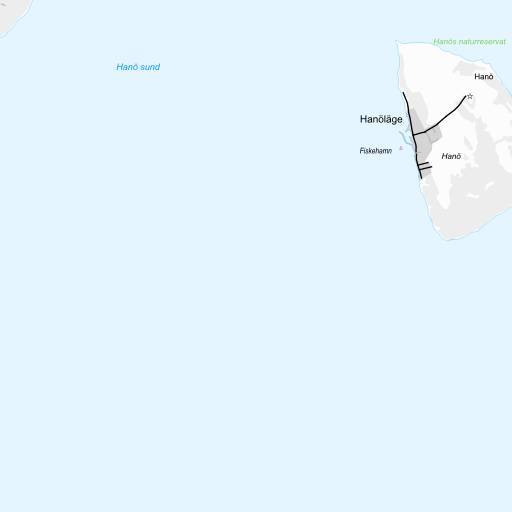 Hanös naturreservat
Hanö sund
Hanö
Hanöläge
Fiskehamn
Hanö